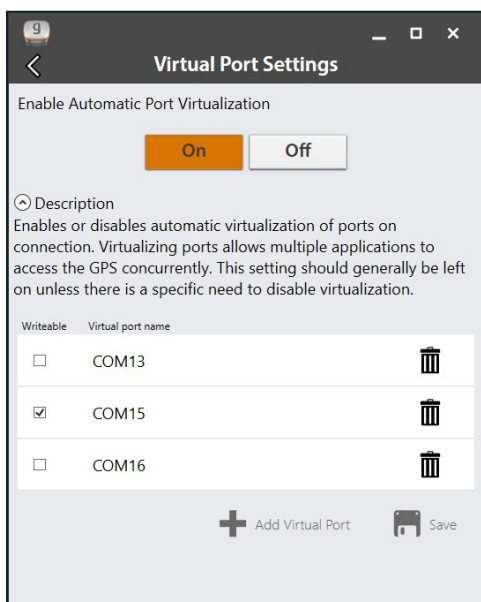 g
Virtual Port Settings
Enable Automatic Port Virtualization
On Off
Description
Enables or disables automatic virtualization of ports on
connection. Virtualizing ports allows multiple applications to
access the GPS concurrently. This setting should generally be left
on unless there is a specific need to disable virtualization.
Writeable Virtual port name
COM13
COM15
COM16
Add Virtual Port Save